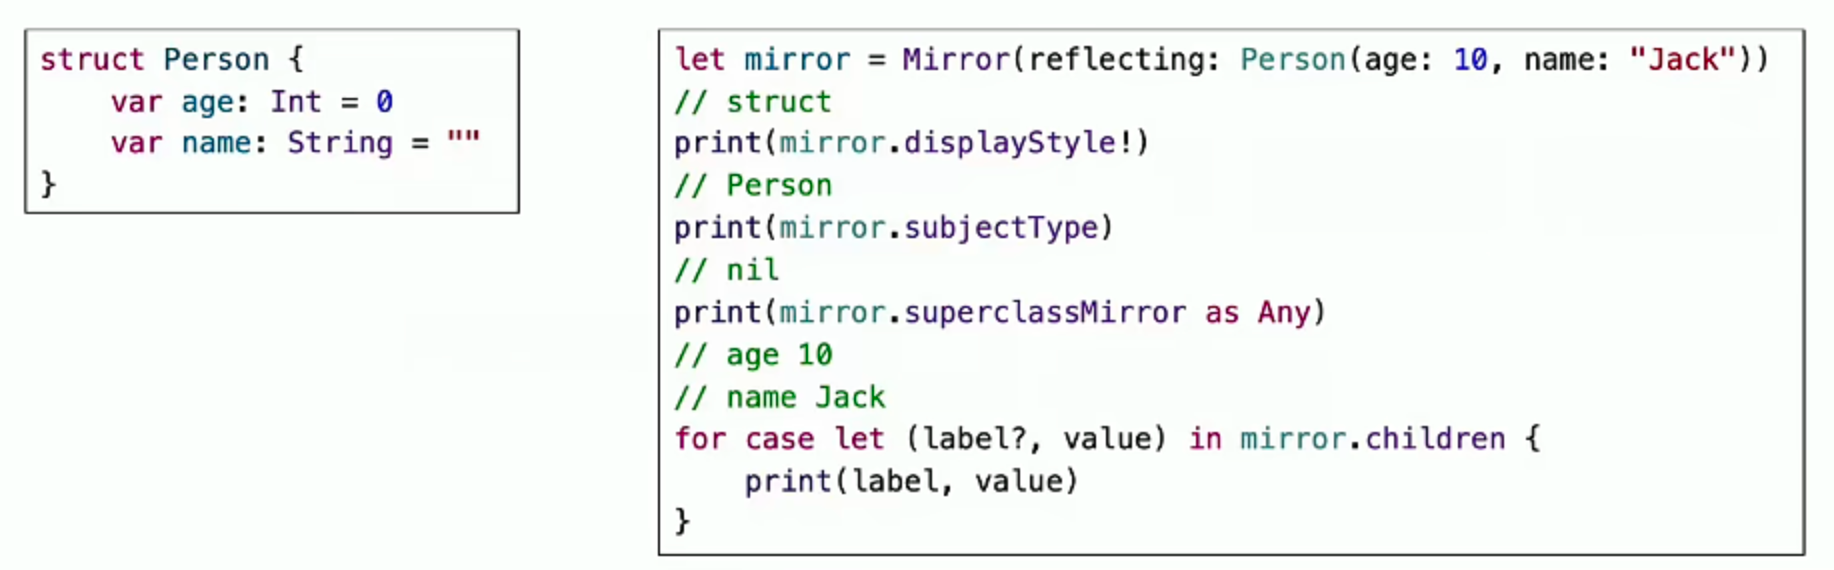 struct Person {
    var age: Int = 0
    var name: String = ""
}
let mirror = Mirror(reflecting: Person(age: 10, name: "Jack"))
// struct
print(mirror.displayStyle!)
// Person
print(mirror.subjectType)
// nil
print(mirror.superclassMirror as Any)
// age 10
// name Jack
for case let (label?, value) in mirror.children {
    print(label, value)
}